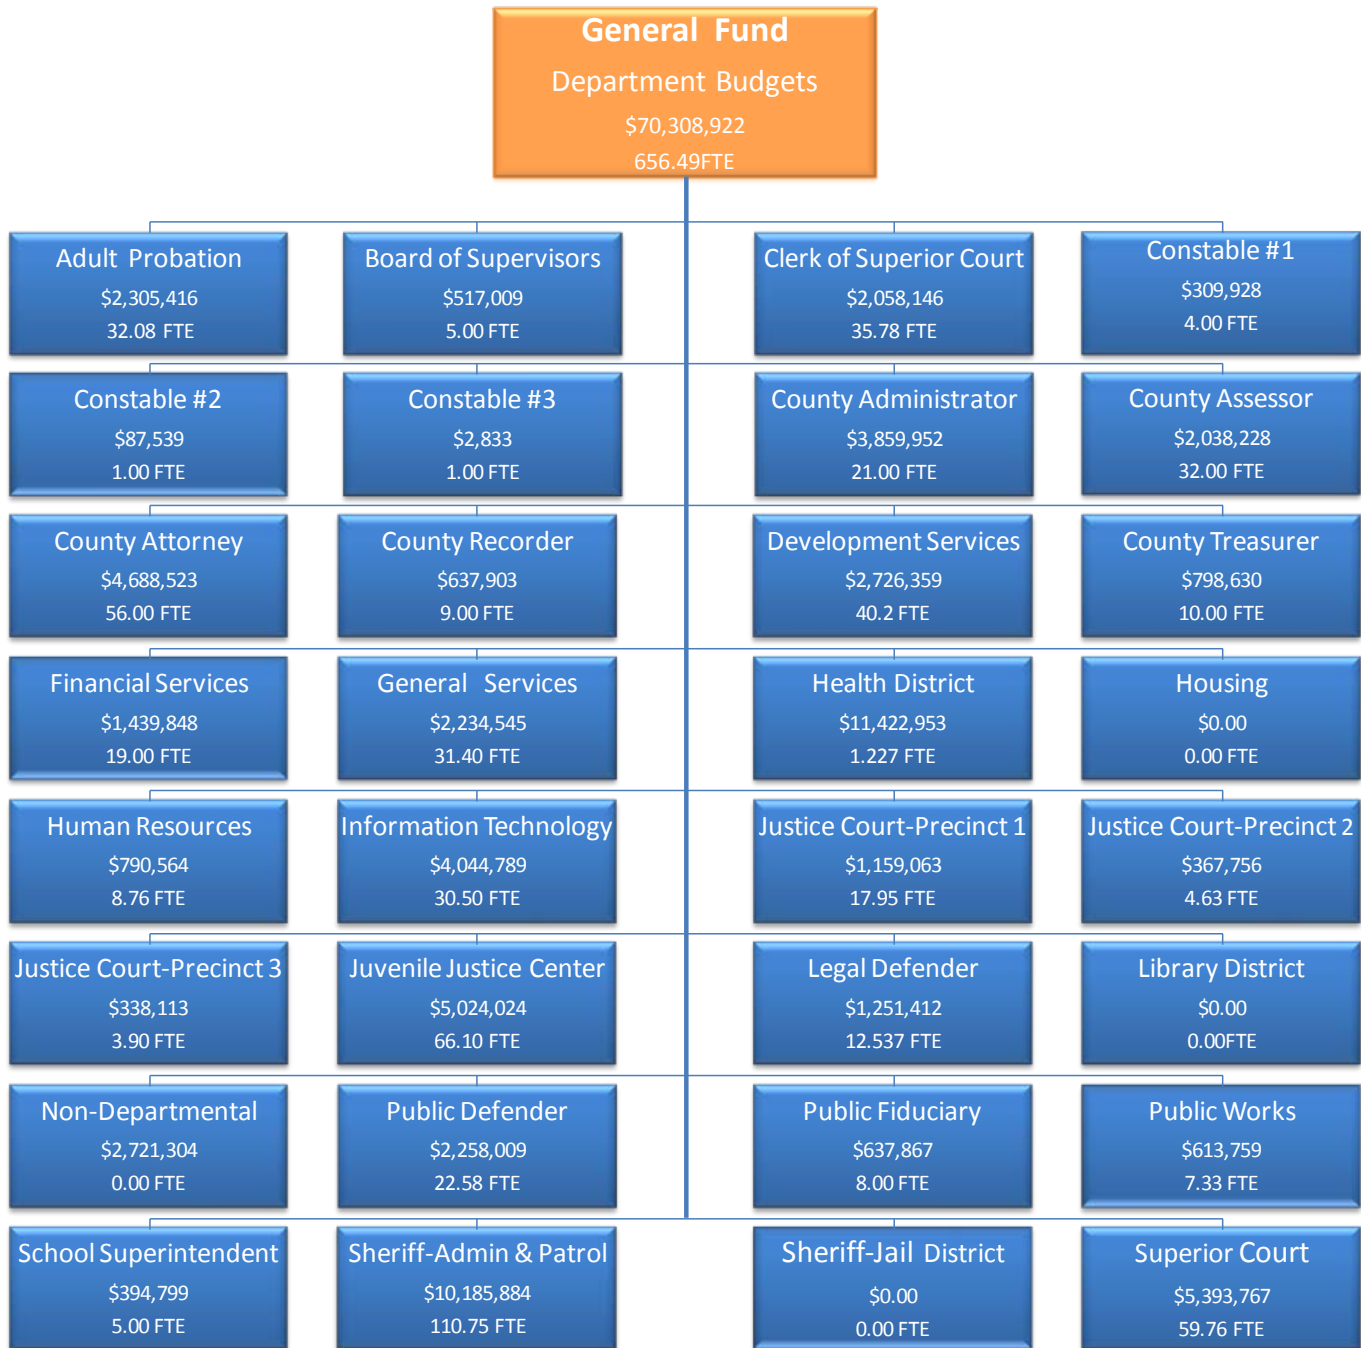 General Fund
Department Budgets
$70,308,922
656.49FTE
Adult Probation
$2,305,416
32.08 FTE
Board of Supervisors
$517,009
5.00 FTE
Clerk of Superior Court
$2,058,146
35.78 FTE
Constable #1
$309,928
4.00 FTE
Constable #2
$87,539
1.00 FTE
Constable #3
$2,833
1.00 FTE
County Administrator
$3,859,952
21.00 FTE
County Assessor
$2,038,228
32.00 FTE
County Attorney
$4,688,523
56.00 FTE
County Recorder
$637,903
9.00 FTE
Development Services
$2,726,359
40.2 FTE
County Treasurer
$798,630
10.00 FTE
Financial Services
$1,439,848
19.00 FTE
General Services
$2,234,545
31.40 FTE
Health District
$11,422,953
1.227 FTE
Housing
$0.00
0.00 FTE
Human Resources
$790,564
8.76 FTE
Information Technology
$4,044,789
30.50 FTE
Justice Court-Precinct 1
$1,159,063
17.95 FTE
Justice Court-Precinct 2
$367,756
4.63 FTE
Justice Court-Precinct 3
$338,113
3.90 FTE
Juvenile Justice Center
$5,024,024
66.10 FTE
Legal Defender
$1,251,412
12.537 FTE
Library District
$0.00
0.00FTE
Non-Departmental
$2,721,304
0.00 FTE
Public Defender
$2,258,009
22.58 FTE
Public Fiduciary
$637,867
8.00 FTE
Public Works
$613,759
7.33 FTE
School Superintendent
$394,799
5.00 FTE
Sheriff-Admin & Patrol
$10,185,884
110.75 FTE
Sheriff-Jail District
$0.00
0.00 FTE
Superior Court
$5,393,767
59.76 FTE